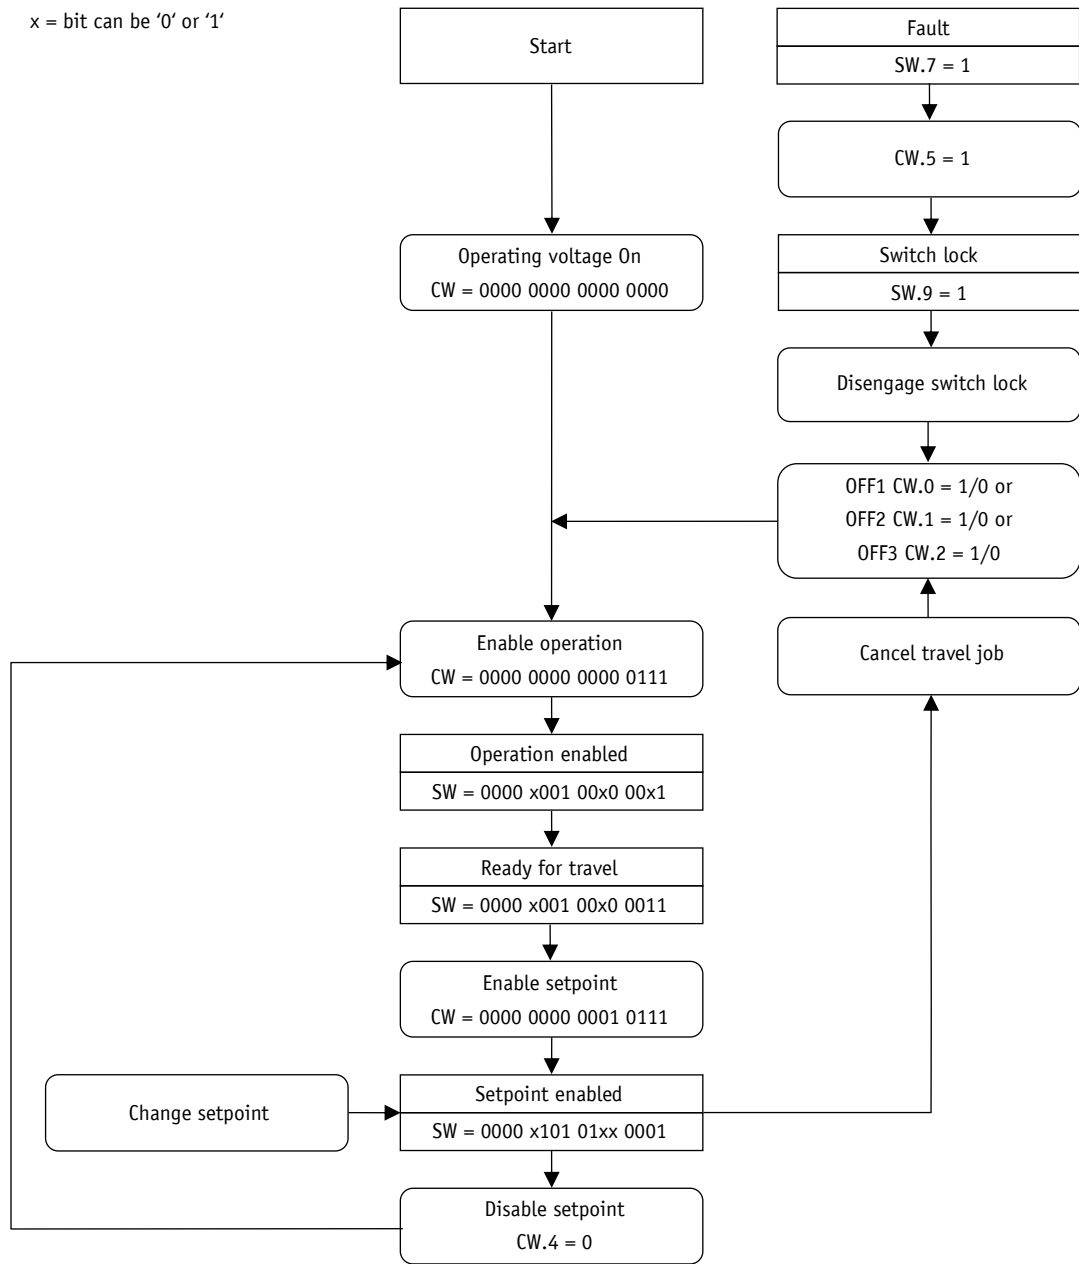 x = bit can be ‘0‘ or ‘1‘
Start
Operating voltage On
CW = 0000 0000 0000 0000
Enable operation
CW = 0000 0000 0000 0111
Operation enabled
SW = 0000 x001 00x0 00x1
Ready for travel
SW = 0000 x001 00x0 0011
Enable setpoint
CW = 0000 0000 0001 0111
Change setpoint
Setpoint enabled
SW = 0000 x101 01xx 0001
Disable setpoint
CW.4 = 0
Fault
SW.7 = 1
CW.5 = 1
Switch lock
SW.9 = 1
Disengage switch lock
OFF1 CW.0 = 1/0 or
OFF2 CW.1 = 1/0 or
OFF3 CW.2 = 1/0
Cancel travel job